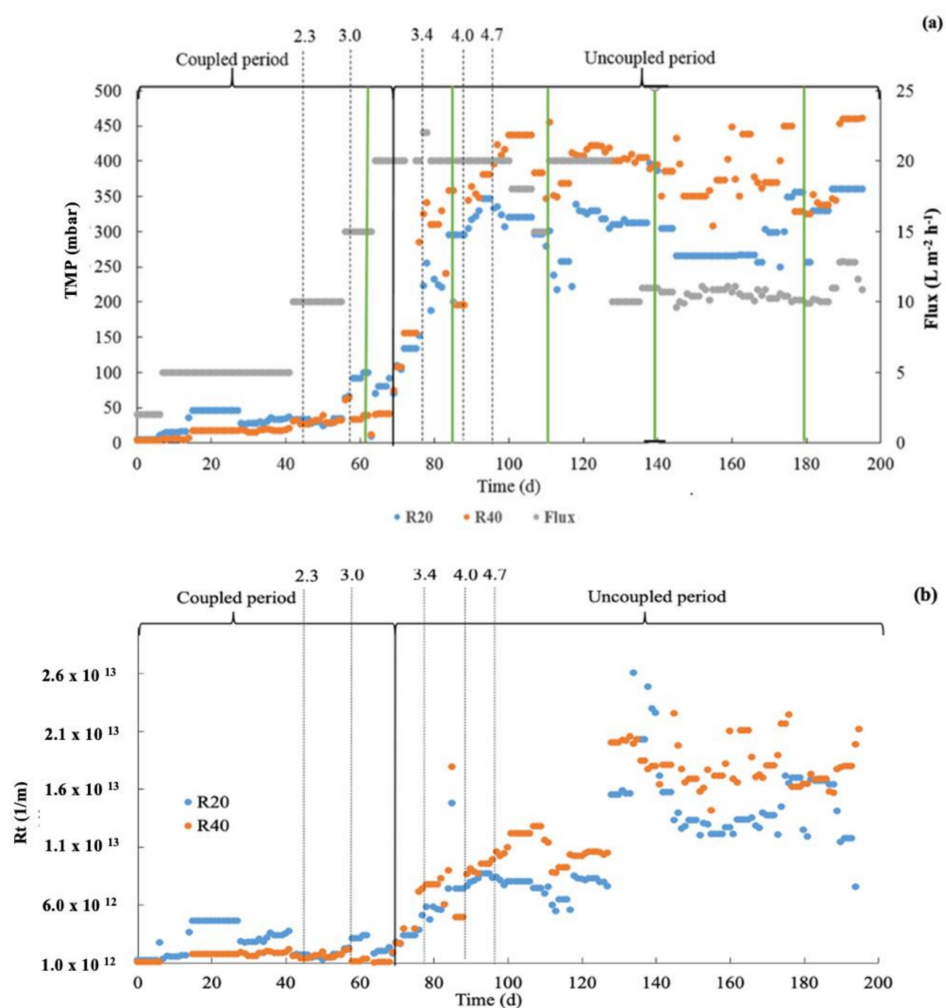 (a)
2.3 3.0 3.4 4.0 4.7
Coupled period Uncoupled period
500 25
450
400 20
350
300 15
250
200 10
150
100 5
50
0 0
TMP (mbar)
Flux (L m⁻² h⁻¹)
0 20 40 60 80 100 120 140 160 180 200
Time (d)
R20 R40 Flux
(b)
2.3 3.0 3.4 4.0 4.7
Coupled period Uncoupled period
2.6 x 10 ¹³
2.1 x 10 ¹³
1.6 x 10 ¹³
1.1 x 10 ¹³
6.0 x 10 ¹²
1.0 x 10 ¹²
Rt (1/m)
R20
R40
0 20 40 60 80 100 120 140 160 180 200
Time (d)